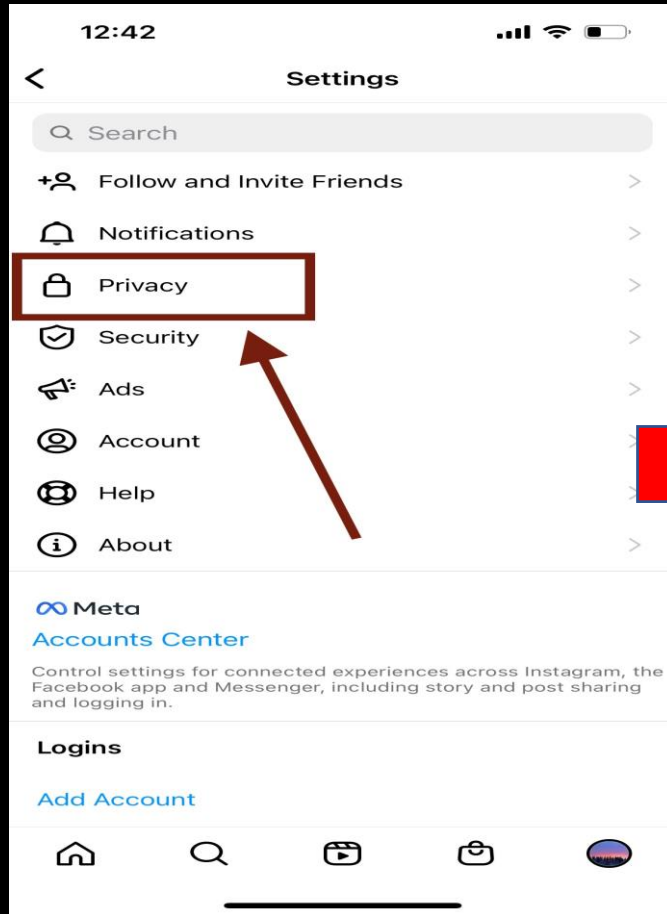 12:42
Settings
Search
Follow and Invite Friends
Notifications
Privacy
Security
Ads
Account
Help
About
Meta
Accounts Center
Control settings for connected experiences across Instagram, the
Facebook app and Messenger, including story and post sharing
and logging in.
Logins
Add Account